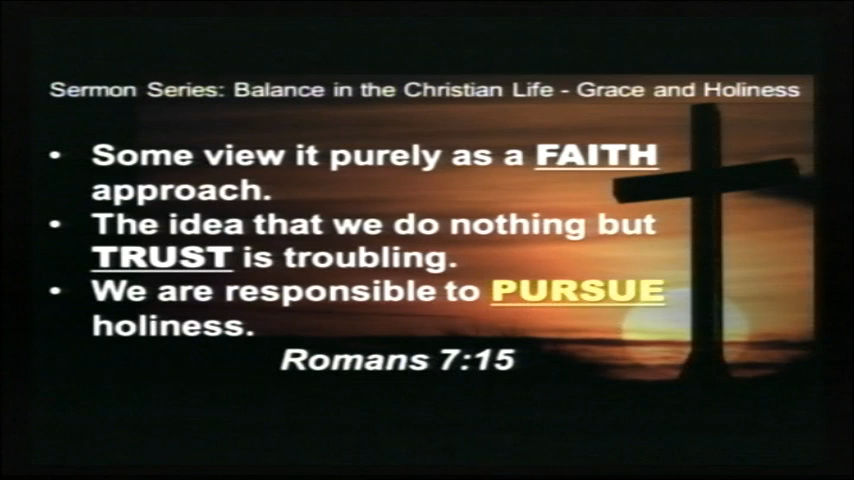 Sermon Series: Balance in the Christian Life - Grace and Holiness
• Some view it purely as a FAITH
approach.
• The idea that we do nothing but
TRUST is troubling.
• We are responsible to PURSUE
holiness.
Romans 7:15